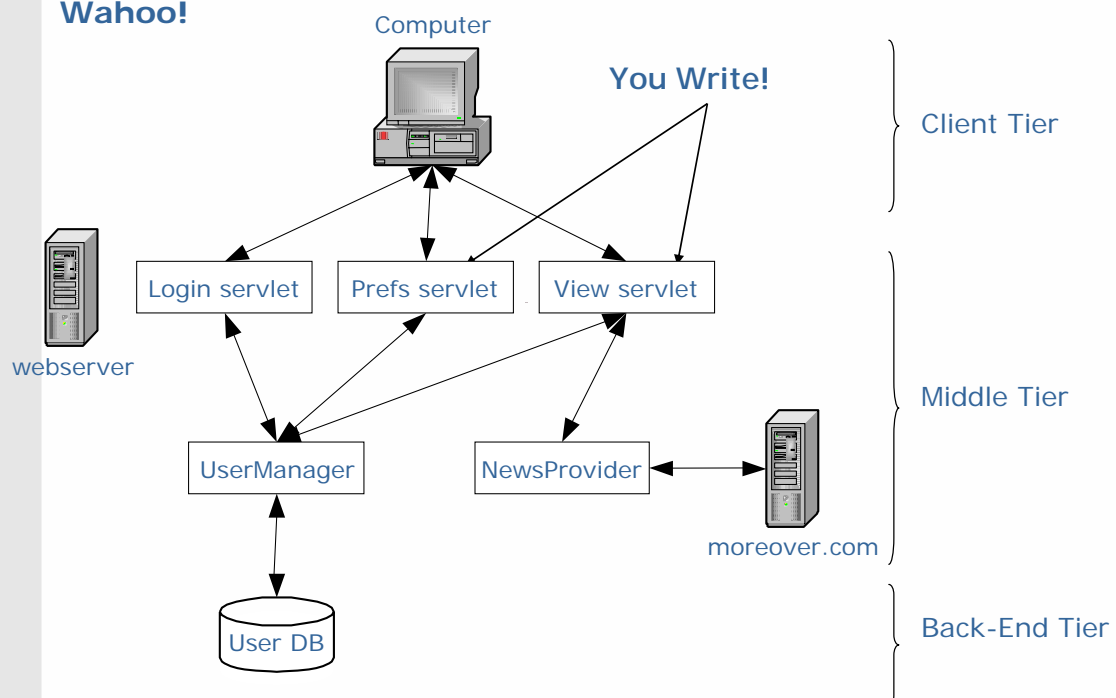 Wahoo!
Computer
You Write!
Client Tier
Login servlet
Prefs servlet
View servlet
webserver
Middle Tier
UserManager
NewsProvider
moreover.com
Back-End Tier
User DB